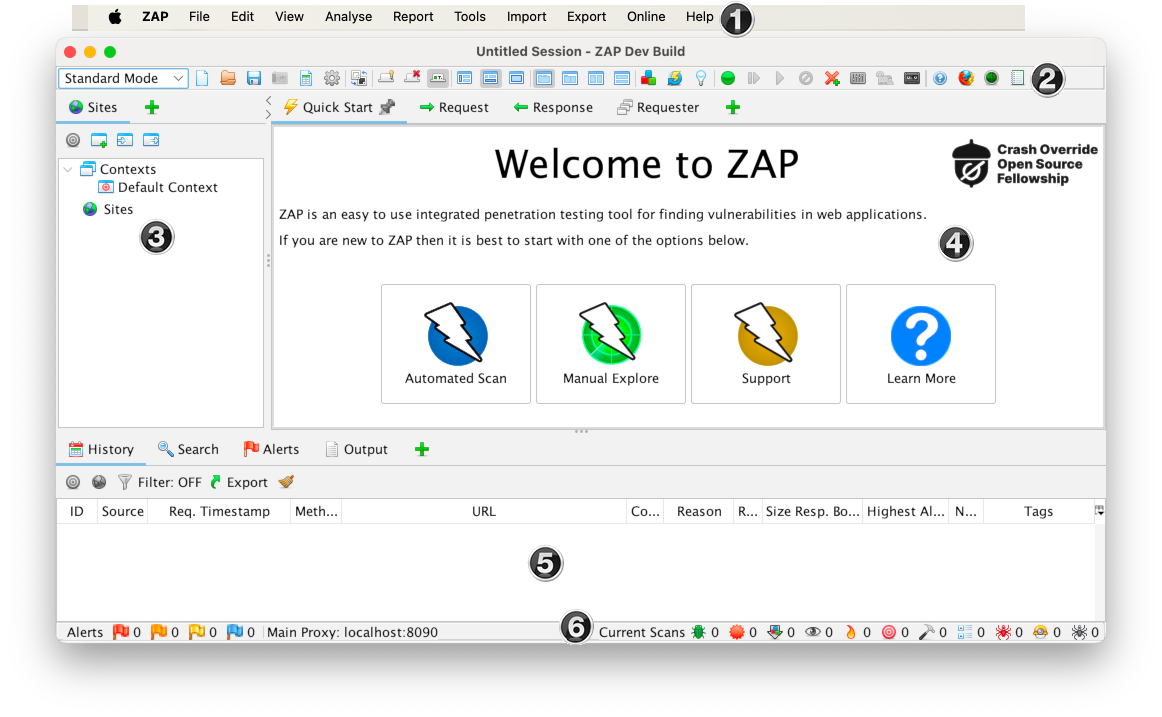 ZAP File Edit View Analyse Report Tools Import Export Online Help 1
Untitled Session - ZAP Dev Build
Standard Mode 2
Sites Quick Start Request Response Requester
Contexts
Default Context
Sites
3
Welcome to ZAP
Crash Override
Open Source
Fellowship
ZAP is an easy to use integrated penetration testing tool for finding vulnerabilities in web applications.
If you are new to ZAP then it is best to start with one of the options below.
4
Automated Scan Manual Explore Support Learn More
History Search Alerts Output
Filter: OFF Export
ID Source Req. Timestamp Meth... URL Co... Reason R... Size Resp. Bo... Highest Al... N... Tags
5
Alerts 0 0 0 0 Main Proxy: localhost:8090 6 Current Scans 0 0 0 0 0 0 0 0 0 0 0